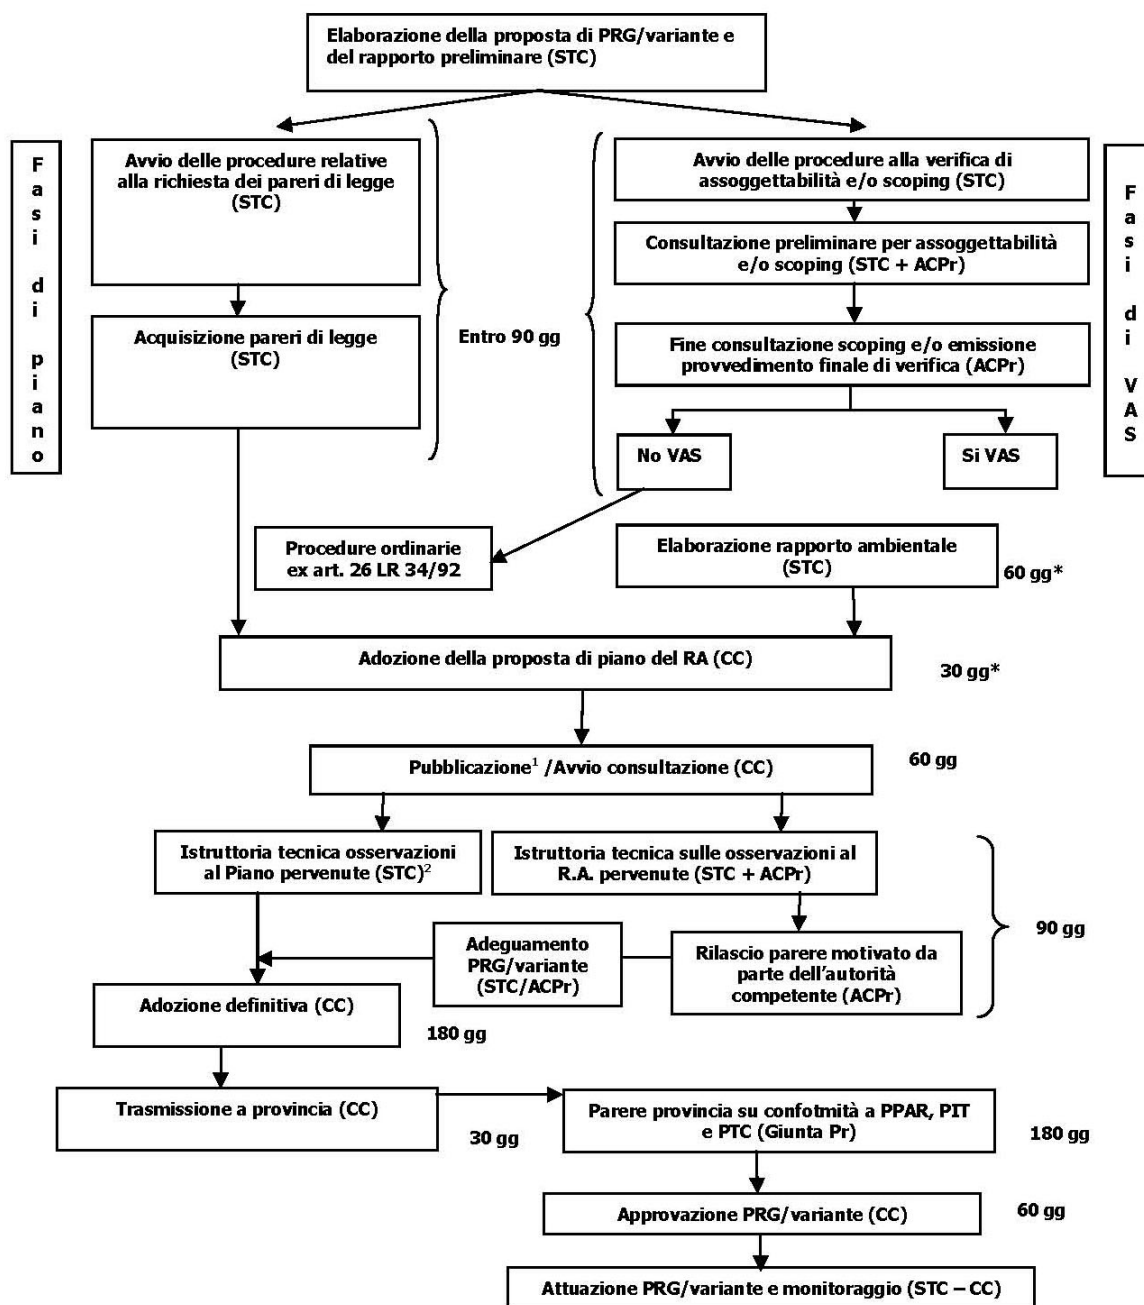 Elaborazione della proposta di PRG/variante e
del rapporto preliminare (STC)
Fasi di piano
Avvio delle procedure relative
alla richiesta dei pareri di legge
(STC)
Acquisizione pareri di legge
(STC)
Entro 90 gg
Avvio delle procedure alla verifica di
assoggettabilità e/o scoping (STC)
Consultazione preliminare per assoggettabilità
e/o scoping (STC + ACPr)
Fine consultazione scoping e/o emissione
provvedimento finale di verifica (ACPr)
No VAS
Si VAS
Fasi di VAS
Procedure ordinarie
ex art. 26 LR 34/92
Elaborazione rapporto ambientale
(STC)
60 gg*
Adozione della proposta di piano del RA (CC)
30 gg*
Pubblicazione¹ /Avvio consultazione (CC)
60 gg
Istruttoria tecnica osservazioni
al Piano pervenute (STC)²
Istruttoria tecnica sulle osservazioni al
R.A. pervenute (STC + ACPr)
90 gg
Adeguamento
PRG/variante
(STC/ACPr)
Rilascio parere motivato da
parte dell'autorità
competente (ACPr)
Adozione definitiva (CC)
180 gg
Trasmissione a provincia (CC)
30 gg
Parere provincia su confotmità a PPAR, PIT
e PTC (Giunta Pr)
180 gg
Approvazione PRG/variante (CC)
60 gg
Attuazione PRG/variante e monitoraggio (STC – CC)